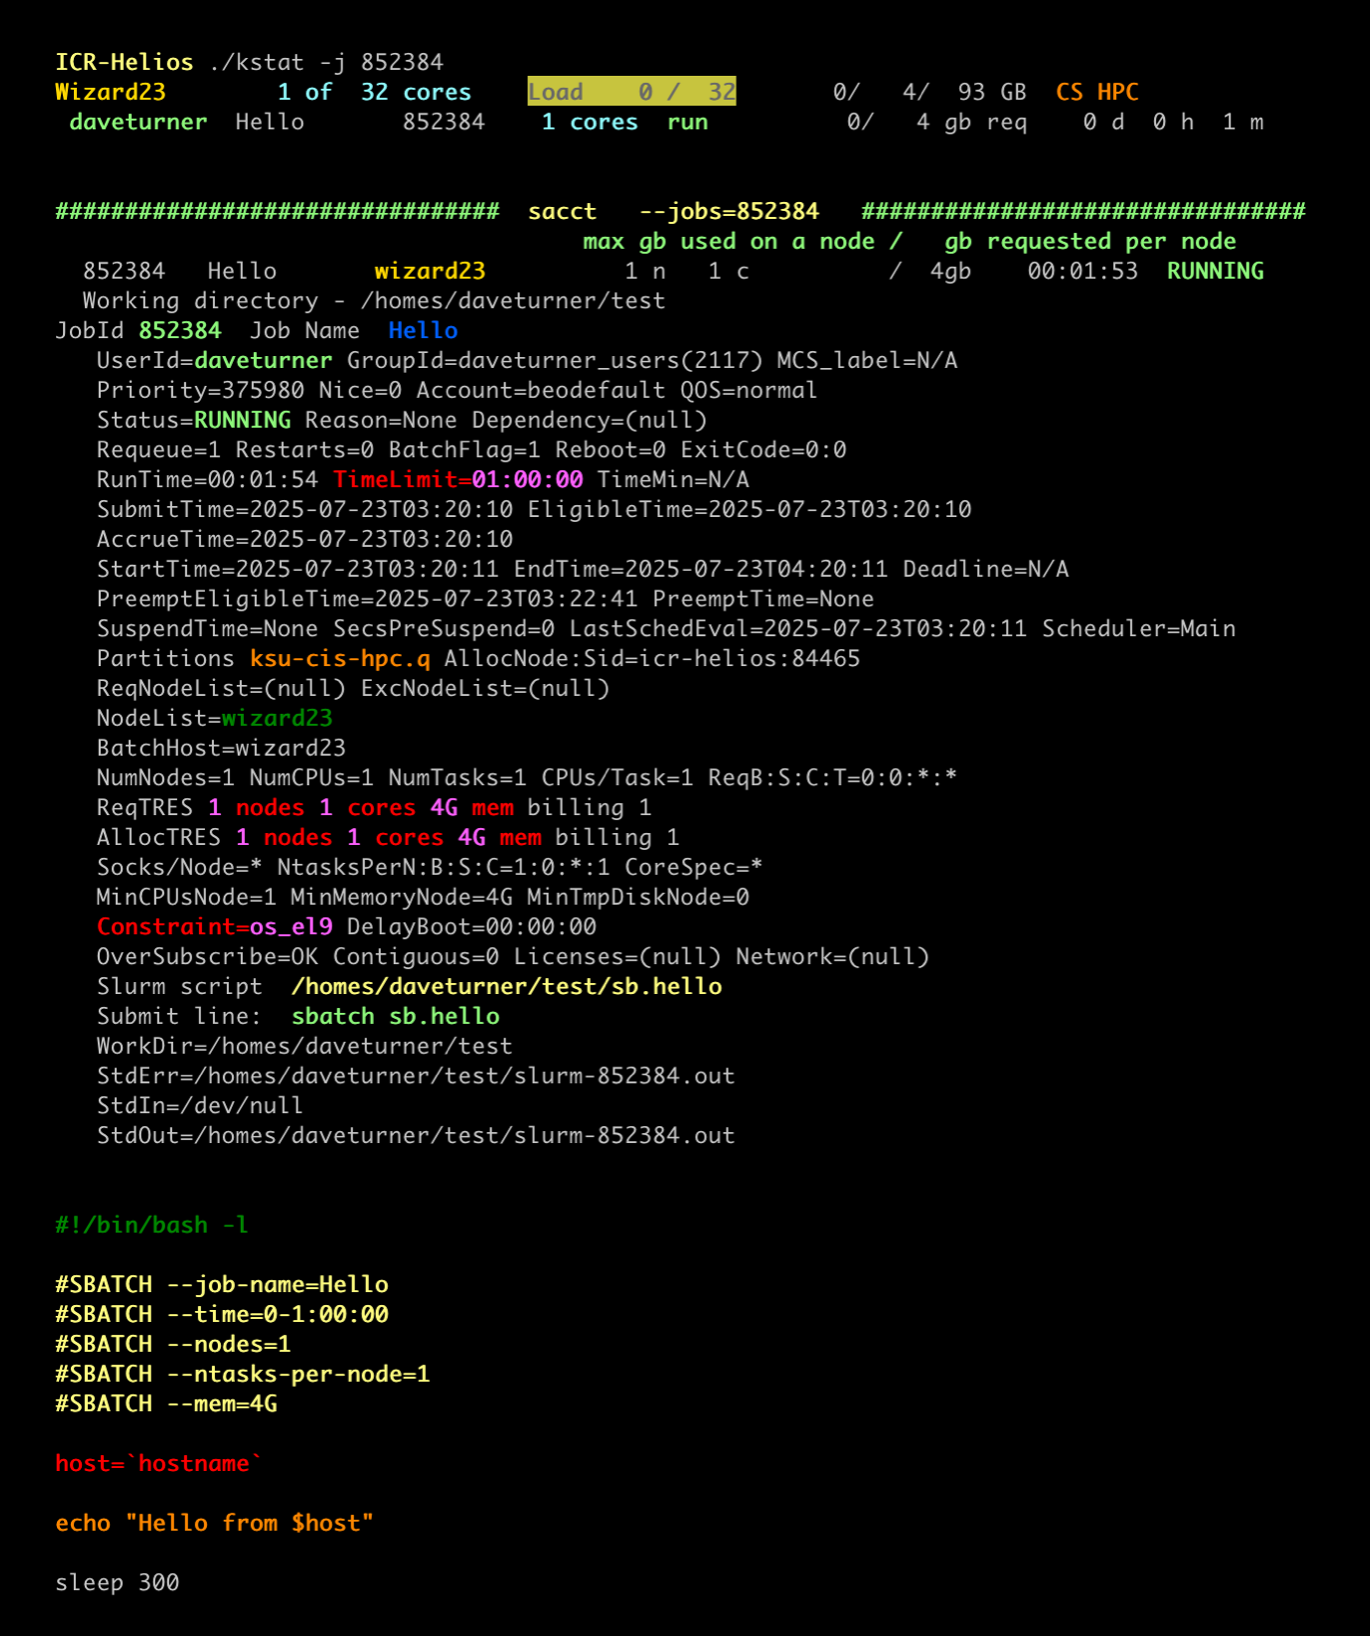 ICR-Helios ./kstat -j 852384
Wizard23        1 of  32 cores    Load    0 /  32       0/   4/  93 GB  CS HPC
 daveturner  Hello       852384    1 cores  run          0/   4 gb req    0 d  0 h  1 m
################################  sacct   --jobs=852384   ################################
                                      max gb used on a node /   gb requested per node
  852384   Hello       wizard23          1 n   1 c          /  4gb    00:01:53  RUNNING
  Working directory - /homes/daveturner/test
JobId 852384  Job Name  Hello
   UserId=daveturner GroupId=daveturner_users(2117) MCS_label=N/A
   Priority=375980 Nice=0 Account=beodefault QOS=normal
   Status=RUNNING Reason=None Dependency=(null)
   Requeue=1 Restarts=0 BatchFlag=1 Reboot=0 ExitCode=0:0
   RunTime=00:01:54 TimeLimit=01:00:00 TimeMin=N/A
   SubmitTime=2025-07-23T03:20:10 EligibleTime=2025-07-23T03:20:10
   AccrueTime=2025-07-23T03:20:10
   StartTime=2025-07-23T03:20:11 EndTime=2025-07-23T04:20:11 Deadline=N/A
   PreemptEligibleTime=2025-07-23T03:22:41 PreemptTime=None
   SuspendTime=None SecsPreSuspend=0 LastSchedEval=2025-07-23T03:20:11 Scheduler=Main
   Partitions ksu-cis-hpc.q AllocNode:Sid=icr-helios:84465
   ReqNodeList=(null) ExcNodeList=(null)
   NodeList=wizard23
   BatchHost=wizard23
   NumNodes=1 NumCPUs=1 NumTasks=1 CPUs/Task=1 ReqB:S:C:T=0:0:*:*
   ReqTRES 1 nodes 1 cores 4G mem billing 1
   AllocTRES 1 nodes 1 cores 4G mem billing 1
   Socks/Node=* NtasksPerN:B:S:C=1:0:*:1 CoreSpec=*
   MinCPUsNode=1 MinMemoryNode=4G MinTmpDiskNode=0
   Constraint=os_el9 DelayBoot=00:00:00
   OverSubscribe=OK Contiguous=0 Licenses=(null) Network=(null)
   Slurm script  /homes/daveturner/test/sb.hello
   Submit line:  sbatch sb.hello
   WorkDir=/homes/daveturner/test
   StdErr=/homes/daveturner/test/slurm-852384.out
   StdIn=/dev/null
   StdOut=/homes/daveturner/test/slurm-852384.out
#!/bin/bash -l
#SBATCH --job-name=Hello
#SBATCH --time=0-1:00:00
#SBATCH --nodes=1
#SBATCH --ntasks-per-node=1
#SBATCH --mem=4G
host=`hostname`
echo "Hello from $host"
sleep 300